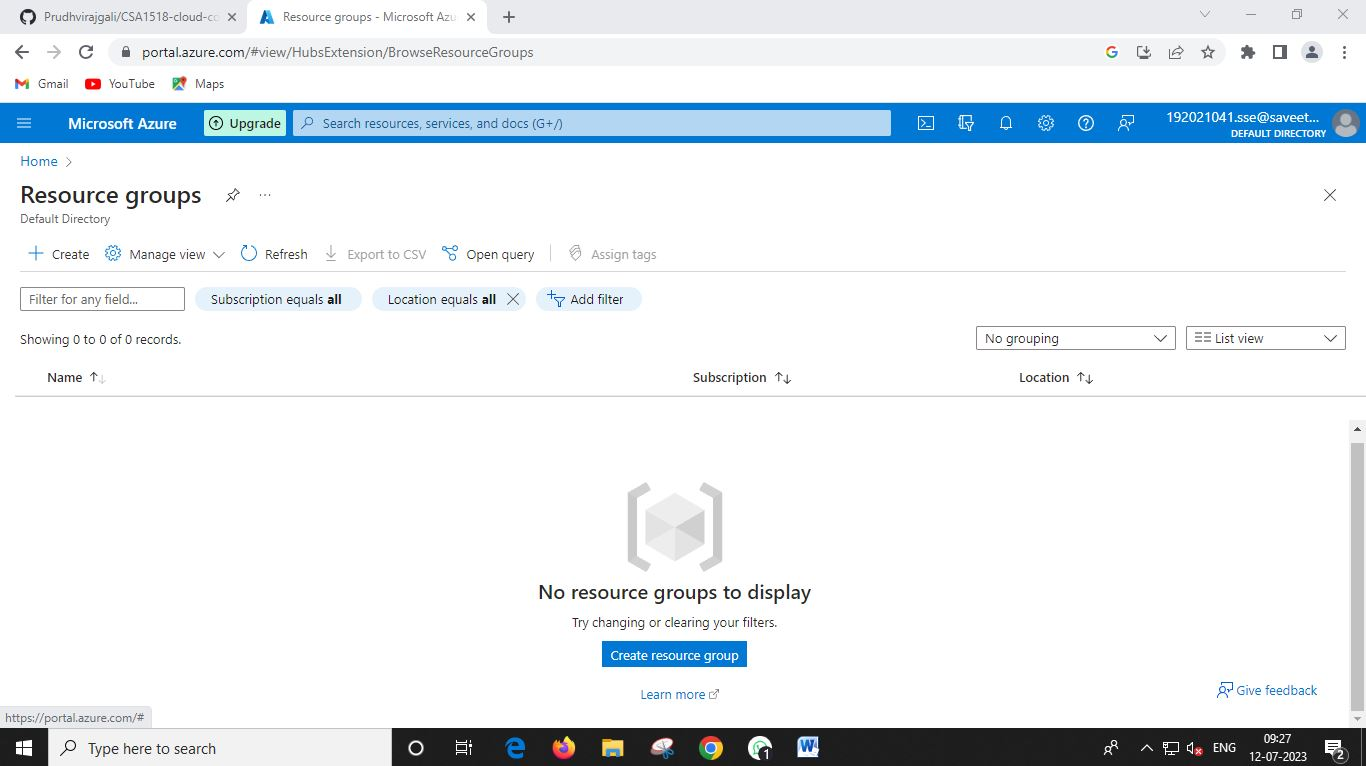 Prudhvirajgali/CSA1518-cloud-co
Resource groups - Microsoft Azu
portal.azure.com/#view/HubsExtension/BrowseResourceGroups
Gmail YouTube Maps
Microsoft Azure Upgrade Search resources, services, and docs (G+/) 192021041.sse@saveet...
DEFAULT DIRECTORY
Home
Resource groups ...
Default Directory
Create Manage view Refresh Export to CSV Open query Assign tags
Filter for any field... Subscription equals all Location equals all Add filter
Showing 0 to 0 of 0 records. No grouping List view
Name Subscription Location
No resource groups to display
Try changing or clearing your filters.
Create resource group
Learn more
Give feedback
https://portal.azure.com/#
Type here to search 1 ENG 09:27
12-07-2023 2